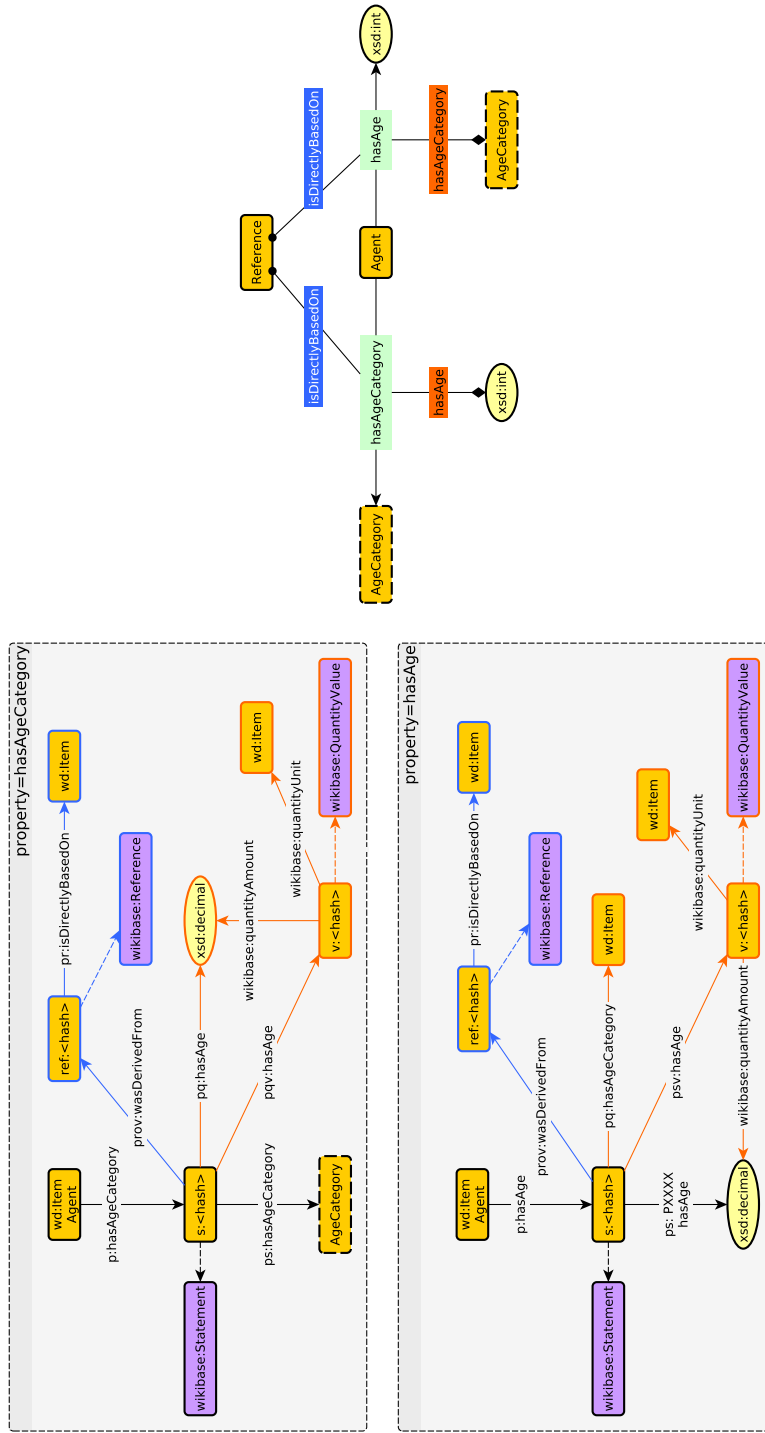 property=hasAgeCategory
wd:Item
Agent
p:hasAgeCategory
s:<hash>
ps:hasAgeCategory
AgeCategory
wikibase:Statement
prov:wasDerivedFrom
ref:<hash>
pr:isDirectlyBasedOn
wd:Item
wikibase:Reference
pq:hasAge
xsd:decimal
pqv:hasAge
v:<hash>
wikibase:quantityAmount
wikibase:quantityUnit
wd:Item
wikibase:QuantityValue
property=hasAge
wd:Item
Agent
p:hasAge
s:<hash>
ps: PXXXX
hasAge
xsd:decimal
wikibase:Statement
prov:wasDerivedFrom
ref:<hash>
pr:isDirectlyBasedOn
wd:Item
wikibase:Reference
pq:hasAgeCategory
wd:Item
psv:hasAge
v:<hash>
wikibase:quantityAmount
wikibase:quantityUnit
wd:Item
wikibase:QuantityValue
Reference
isDirectlyBasedOn
isDirectlyBasedOn
AgeCategory
hasAgeCategory
Agent
hasAge
xsd:int
hasAge
xsd:int
hasAgeCategory
AgeCategory